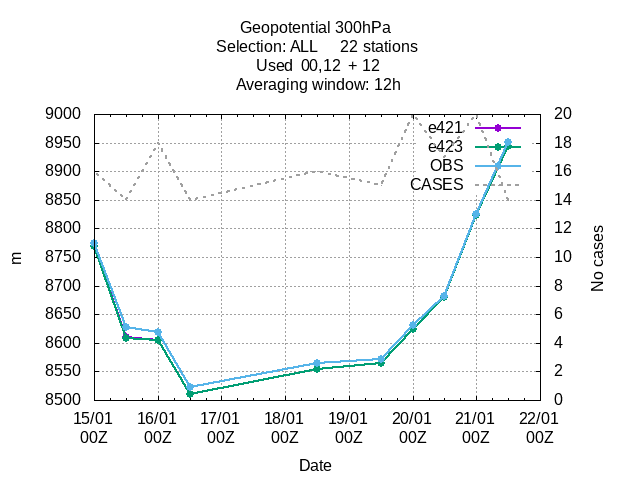 Geopotential 300hPa
Selection: ALL     22 stations
Used  00,12  + 12
Averaging window: 12h
9000
8950
8900
8850
8800
8750
8700
8650
8600
8550
8500
m
20
18
16
14
12
10
8
6
4
2
0
No cases
e421
e423
OBS
CASES
15/01 16/01 17/01 18/01 19/01 20/01 21/01 22/01
00Z 00Z 00Z 00Z 00Z 00Z 00Z 00Z
Date